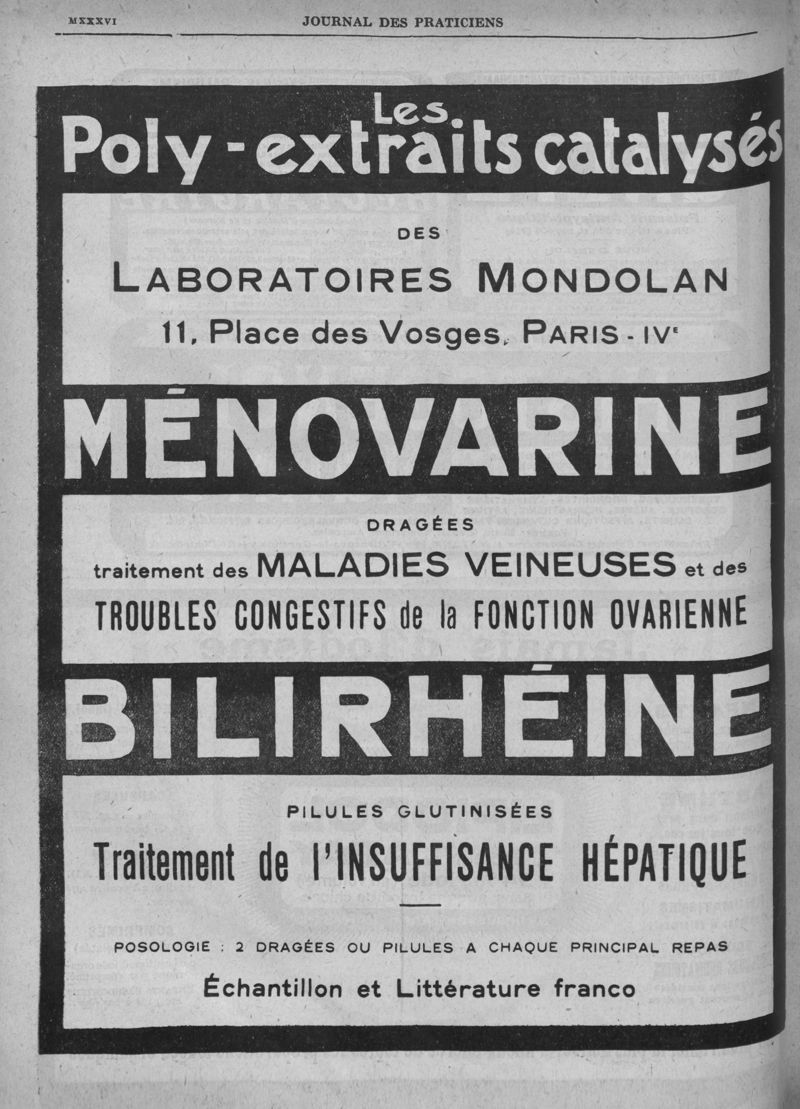 MXXXVI
JOURNAL DES PRATICIENS
Les
Poly-extraits catalysés
DES
LABORATOIRES MONDOLAN
11, Place des Vosges, PARIS - IVᴱ
MÉNOVARINE
DRAGÉES
traitement des MALADIES VEINEUSES et des
TROUBLES CONGESTIFS de la FONCTION OVARIENNE
BILIRHÉINE
PILULES GLUTINISÉES
Traitement de l'INSUFFISANCE HÉPATIQUE
POSOLOGIE : 2 DRAGÉES OU PILULES A CHAQUE PRINCIPAL REPAS
Échantillon et Littérature franco